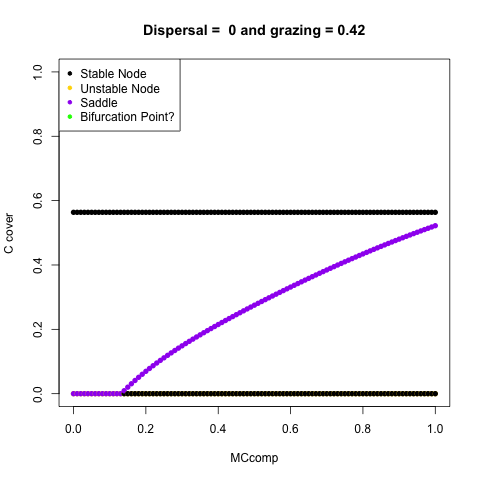 Dispersal =  0 and grazing = 0.42
Stable Node
Unstable Node
Saddle
Bifurcation Point?
C cover
1.0
0.8
0.6
0.4
0.2
0.0
0.0 0.2 0.4 0.6 0.8 1.0
MCcomp